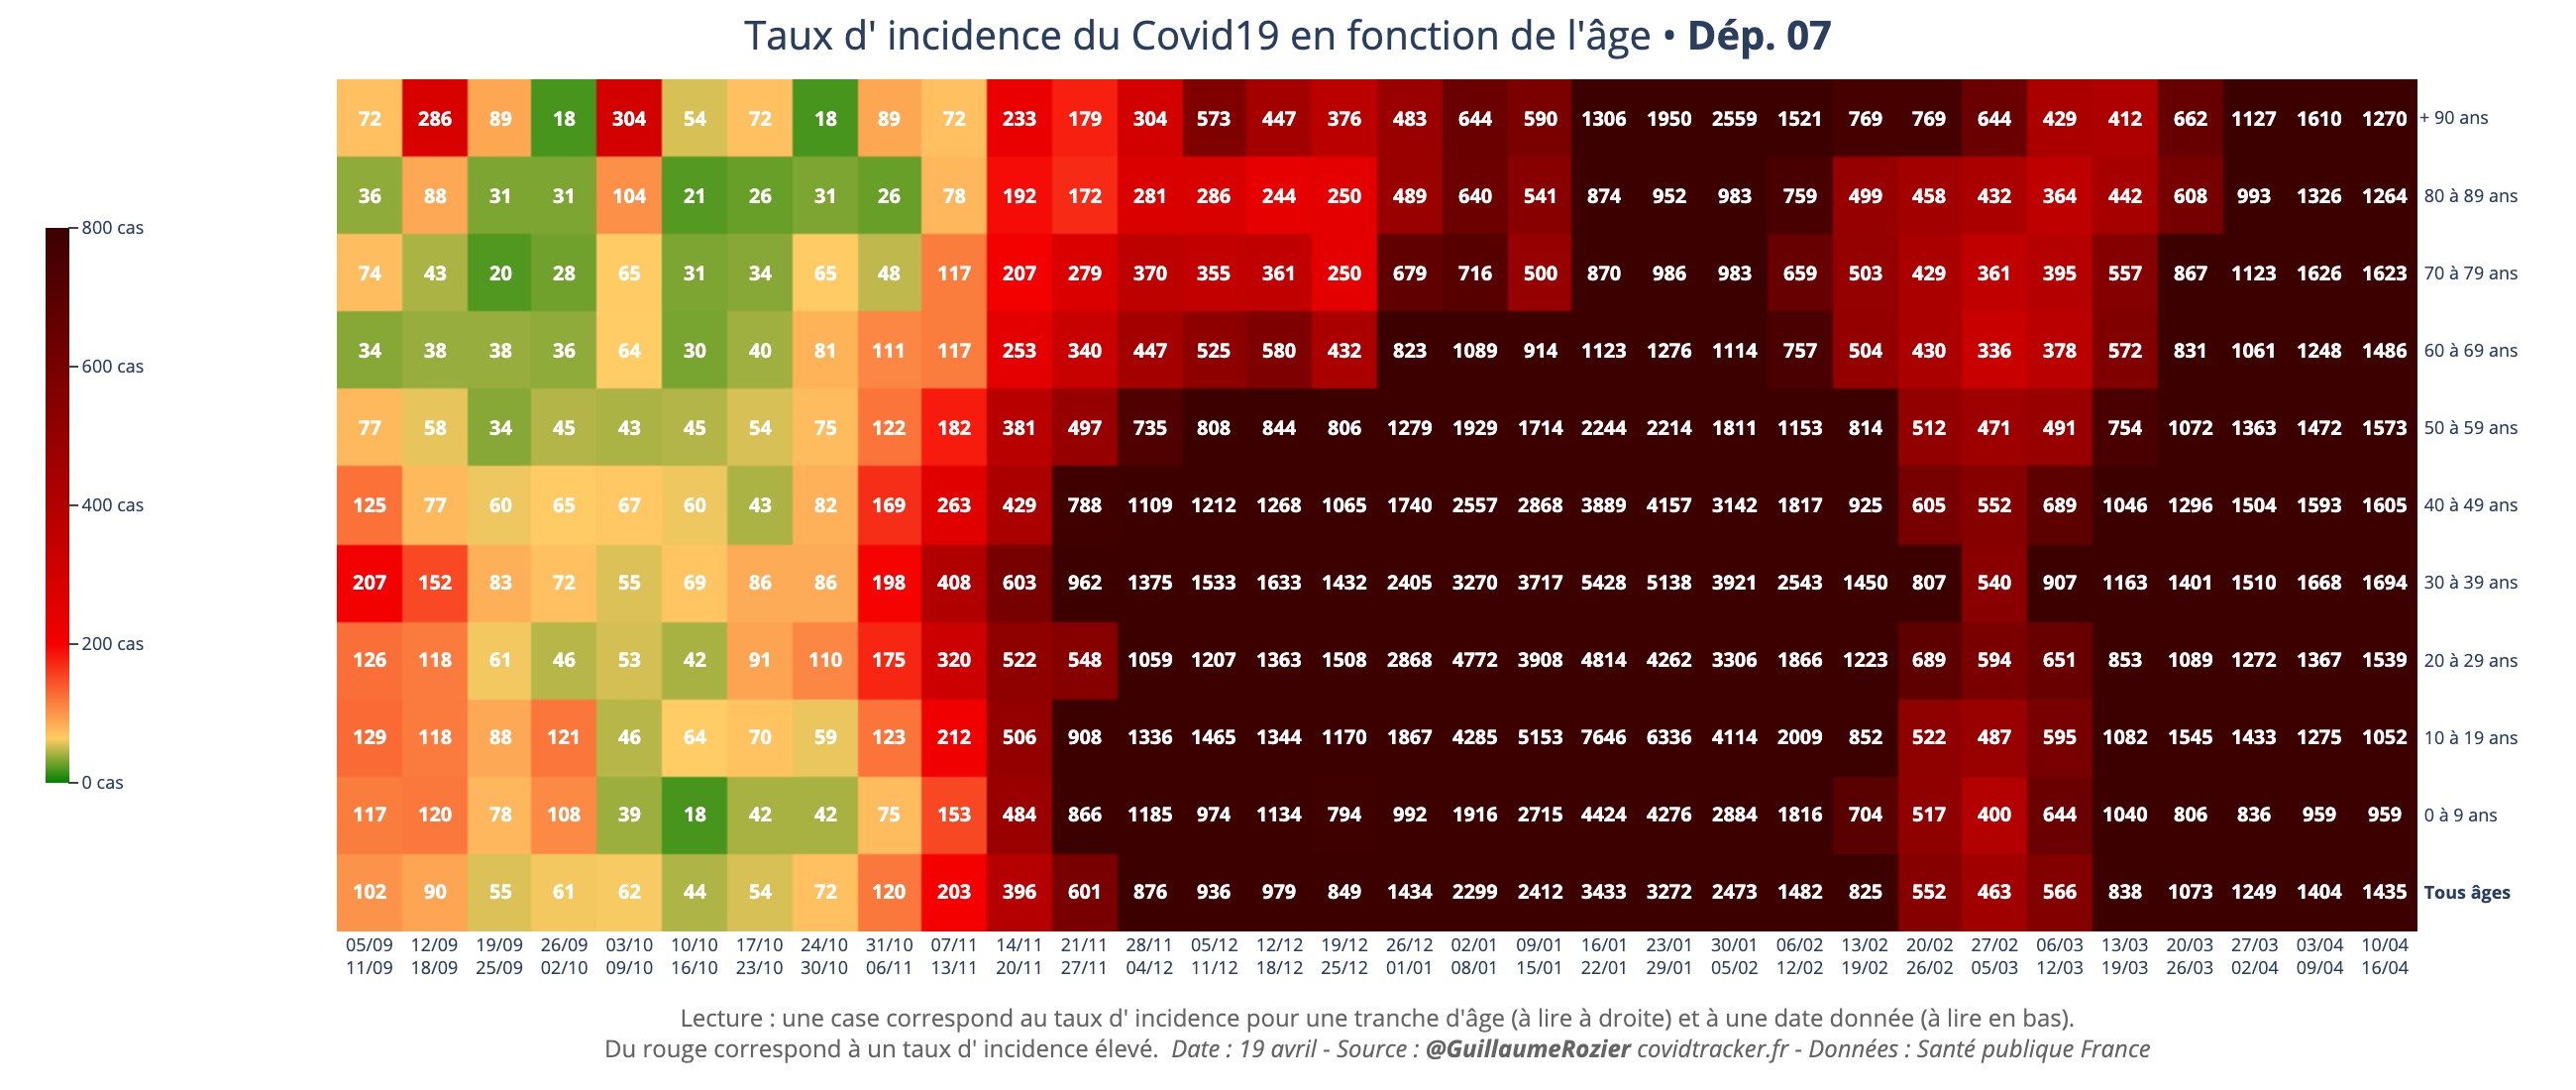 Taux d' incidence du Covid19 en fonction de l'âge • Dép. 07
72 286 89 18 304 54 72 18 89 72 233 179 304 573 447 376 483 644 590 1306 1950 2559 1521 769 769 644 429 412 662 1127 1610 1270 + 90 ans
36 88 31 31 104 21 26 31 26 78 192 172 281 286 244 250 489 640 541 874 952 983 759 499 458 432 364 442 608 993 1326 1264 80 à 89 ans
800 cas
74 43 20 28 65 31 34 65 48 117 207 279 370 355 361 250 679 716 500 870 986 983 659 503 429 361 395 557 867 1123 1626 1623 70 à 79 ans
34 38 38 36 64 30 40 81 111 117 253 340 447 525 580 432 823 1089 914 1123 1276 1114 757 504 430 336 378 572 831 1061 1248 1486 60 à 69 ans
600 cas
77 58 34 45 43 45 54 75 122 182 381 497 735 808 844 806 1279 1929 1714 2244 2214 1811 1153 814 512 471 491 754 1072 1363 1472 1573 50 à 59 ans
400 cas
125 77 60 65 67 60 43 82 169 263 429 788 1109 1212 1268 1065 1740 2557 2868 3889 4157 3142 1817 925 605 552 689 1046 1296 1504 1593 1605 40 à 49 ans
207 152 83 72 55 69 86 86 198 408 603 962 1375 1533 1633 1432 2405 3270 3717 5428 5138 3921 2543 1450 807 540 907 1163 1401 1510 1668 1694 30 à 39 ans
200 cas
126 118 61 46 53 42 91 110 175 320 522 548 1059 1207 1363 1508 2868 4772 3908 4814 4262 3306 1866 1223 689 594 651 853 1089 1272 1367 1539 20 à 29 ans
129 118 88 121 46 64 70 59 123 212 506 908 1336 1465 1344 1170 1867 4285 5153 7646 6336 4114 2009 852 522 487 595 1082 1545 1433 1275 1052 10 à 19 ans
0 cas
117 120 78 108 39 18 42 42 75 153 484 866 1185 974 1134 794 992 1916 2715 4424 4276 2884 1816 704 517 400 644 1040 806 836 959 959 0 à 9 ans
102 90 55 61 62 44 54 72 120 203 396 601 876 936 979 849 1434 2299 2412 3433 3272 2473 1482 825 552 463 566 838 1073 1249 1404 1435 Tous âges
05/09 12/09 19/09 26/09 03/10 10/10 17/10 24/10 31/10 07/11 14/11 21/11 28/11 05/12 12/12 19/12 26/12 02/01 09/01 16/01 23/01 30/01 06/02 13/02 20/02 27/02 06/03 13/03 20/03 27/03 03/04 10/04
11/09 18/09 25/09 02/10 09/10 16/10 23/10 30/10 06/11 13/11 20/11 27/11 04/12 11/12 18/12 25/12 01/01 08/01 15/01 22/01 29/01 05/02 12/02 19/02 26/02 05/03 12/03 19/03 26/03 02/04 09/04 16/04
Lecture : une case correspond au taux d' incidence pour une tranche d'âge (à lire à droite) et à une date donnée (à lire en bas).
Du rouge correspond à un taux d' incidence élevé. Date : 19 avril - Source : @GuillaumeRozier covidtracker.fr - Données : Santé publique France